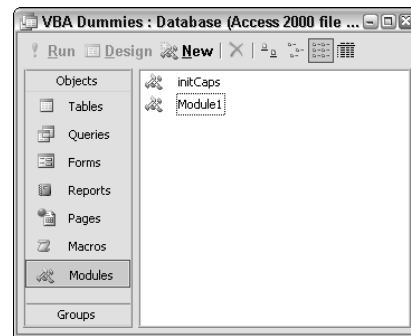 VBA Dummies : Database (Access 2000 file ...
Run Design New
Objects
Tables
Queries
Forms
Reports
Pages
Macros
Modules
Groups
initCaps
Module1